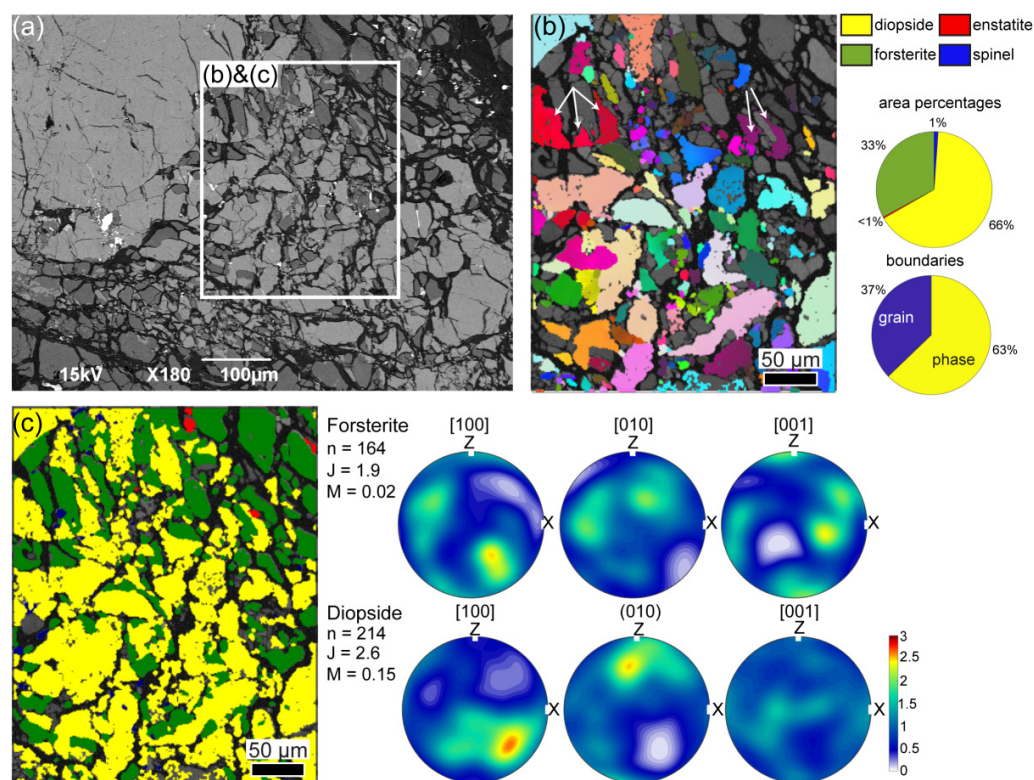 (a)
(b)&(c)
15kV X180 100µm
(b)
50 µm
diopside
enstatite
forsterite
spinel
area percentages
1%
33%
<1%
66%
boundaries
37%
grain
63%
phase
(c)
50 µm
Forsterite
n = 164
J = 1.9
M = 0.02
[100]
Z
[010]
Z
[001]
Z
X
X
X
Diopside
n = 214
J = 2.6
M = 0.15
[100]
Z
(010)
Z
[001]
Z
X
X
X
3
2.5
2
1.5
1
0.5
0